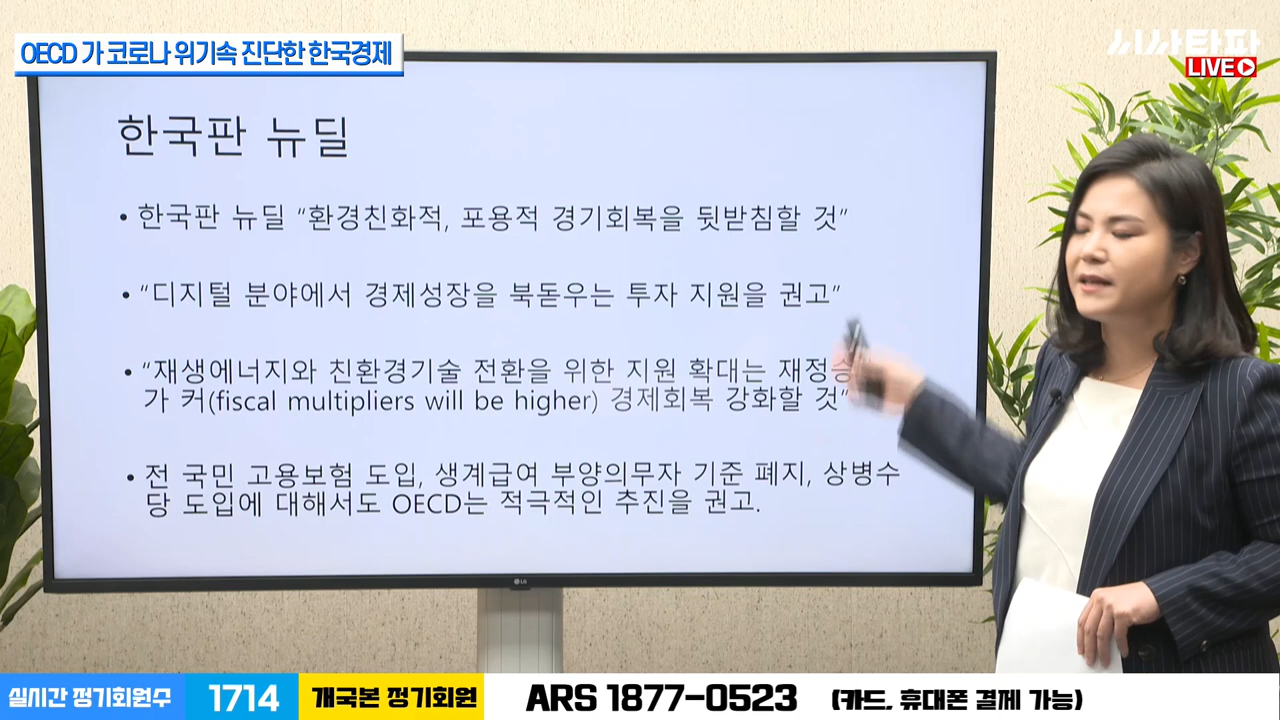 OECD 가 코로나 위기속 진단한 한국경제
시사타파
LIVE
한국판 뉴딜
• 한국판 뉴딜 “환경친화적, 포용적 경기회복을 뒷받침할 것”
• “디지털 분야에서 경제성장을 북돋우는 투자 지원을 권고”
• “재생에너지와 친환경기술 전환을 위한 지원 확대는 재정승
가 커(fiscal multipliers will be higher) 경제회복 강화할 것”
• 전 국민 고용보험 도입, 생계급여 부양의무자 기준 폐지, 상병수
당 도입에 대해서도 OECD는 적극적인 추진을 권고.
LG
실시간 정기회원수 1714 개국본 정기회원 ARS 1877-0523 (카드, 휴대폰 결제 가능)